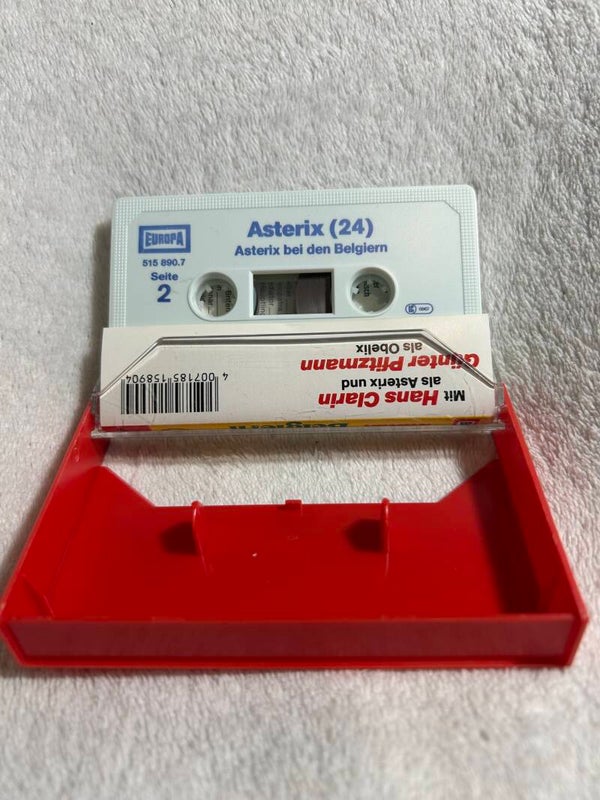 EUROPA
Asterix (24)
Asterix bei den Belgiern
515 890.7
Seite
2
Mit Hans Clarin
als Asterix und
Günter Pfitzmann
als Obelix
4 007185 158904
Belgiern